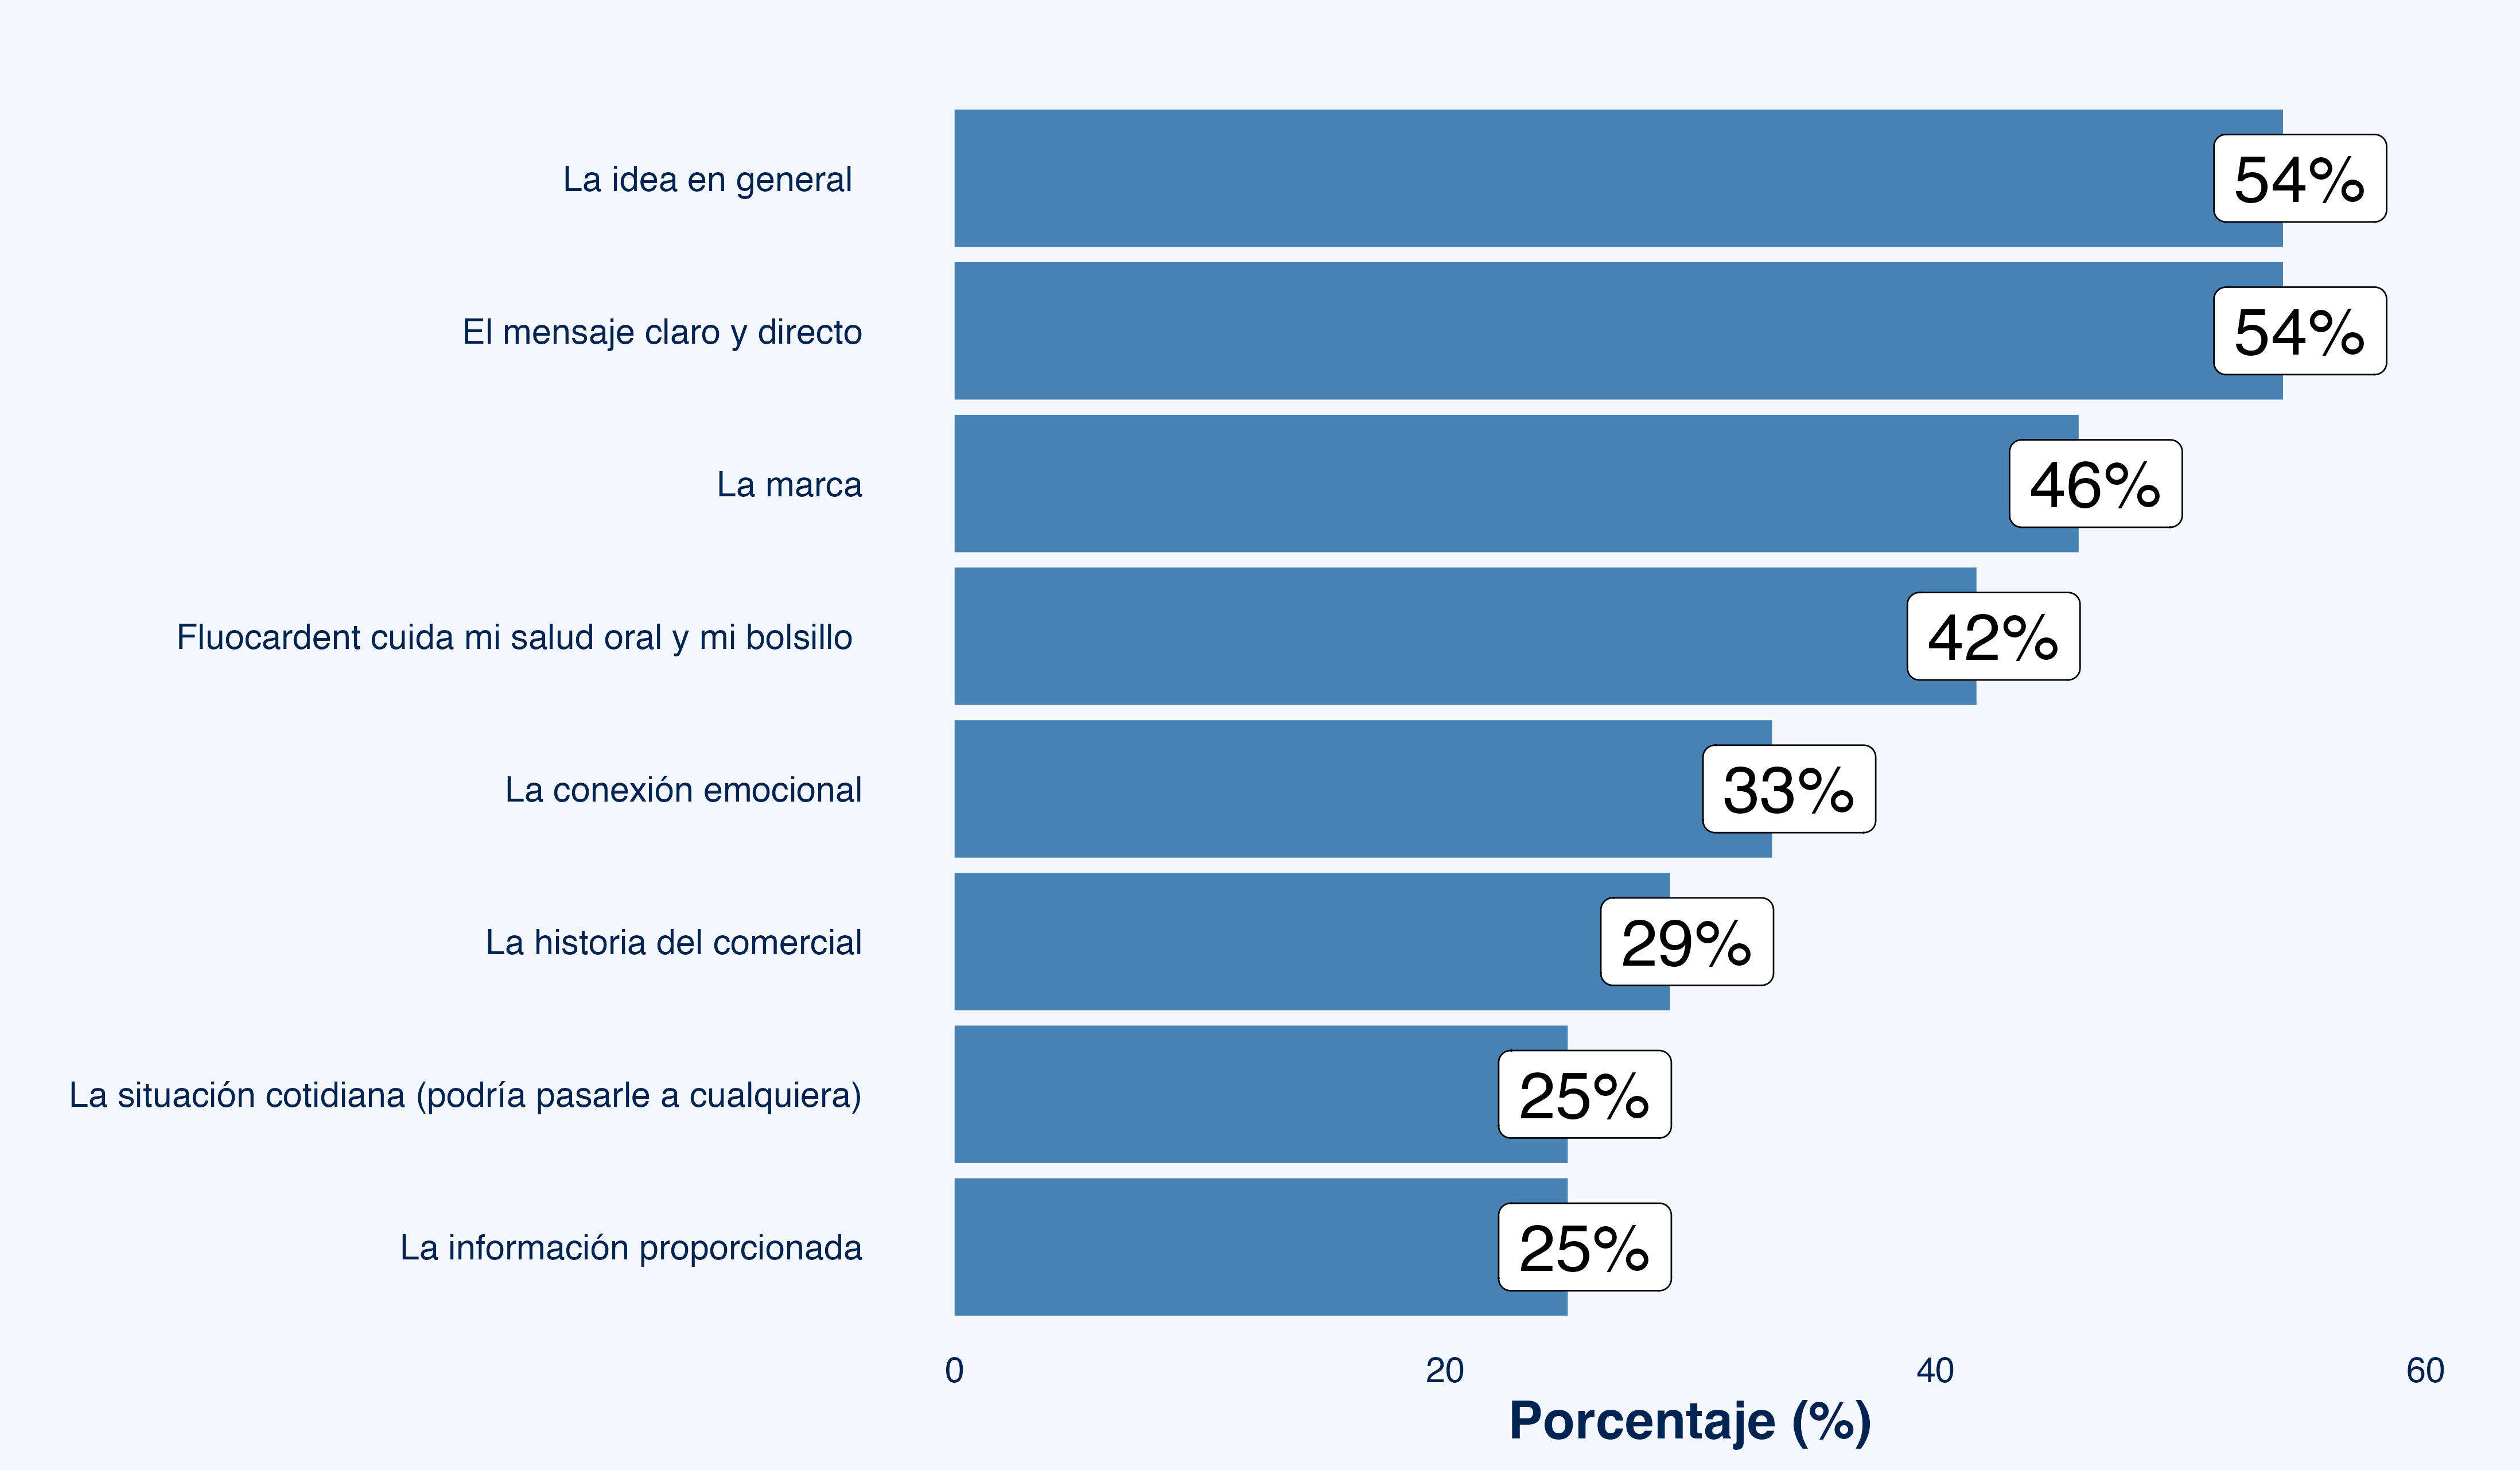 La idea en general
54%
El mensaje claro y directo
54%
La marca
46%
Fluocardent cuida mi salud oral y mi bolsillo
42%
La conexión emocional
33%
La historia del comercial
29%
La situación cotidiana (podría pasarle a cualquiera)
25%
La información proporcionada
25%
0 20 40 60
Porcentaje (%)